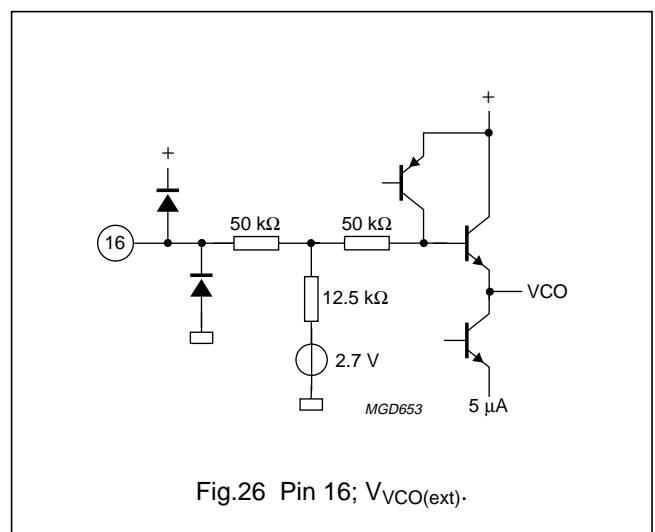 +
+
50 kΩ 50 kΩ
16
VCO
12.5 kΩ
2.7 V
MGD653
5 μA
Fig.26 Pin 16; VVCO(ext).